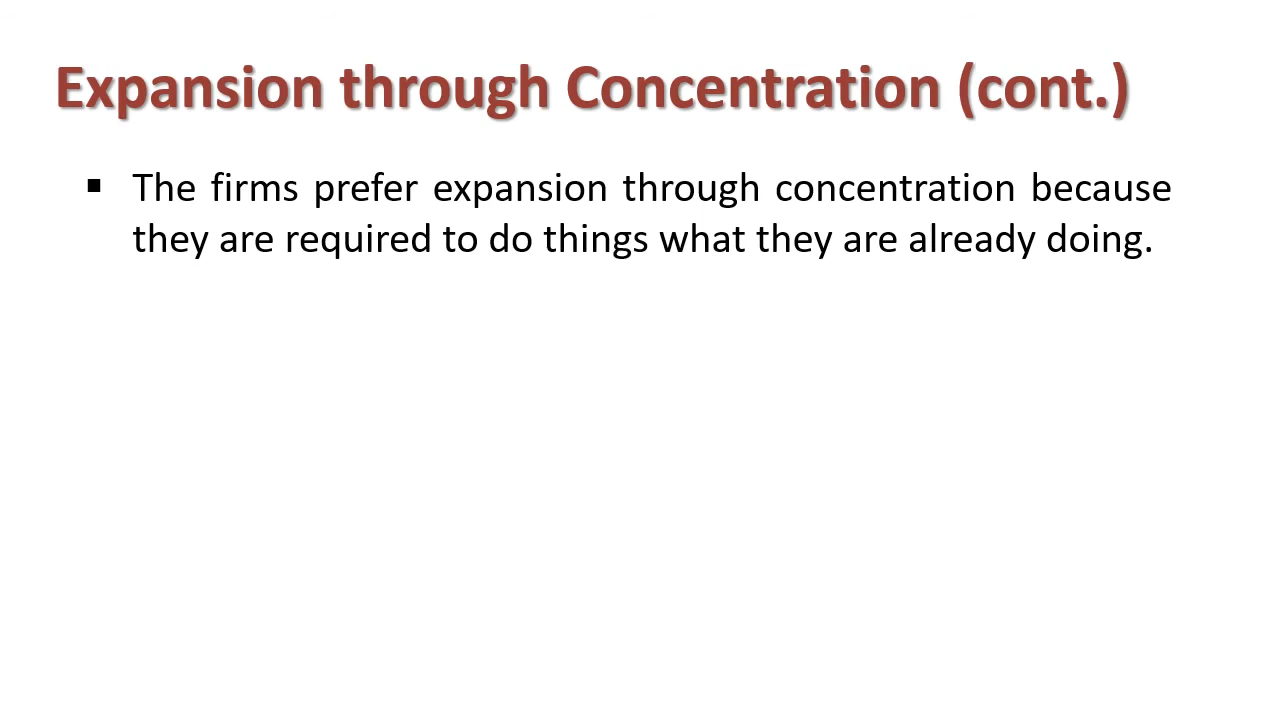 Expansion through Concentration (cont.)
▪ The firms prefer expansion through concentration because
they are required to do things what they are already doing.